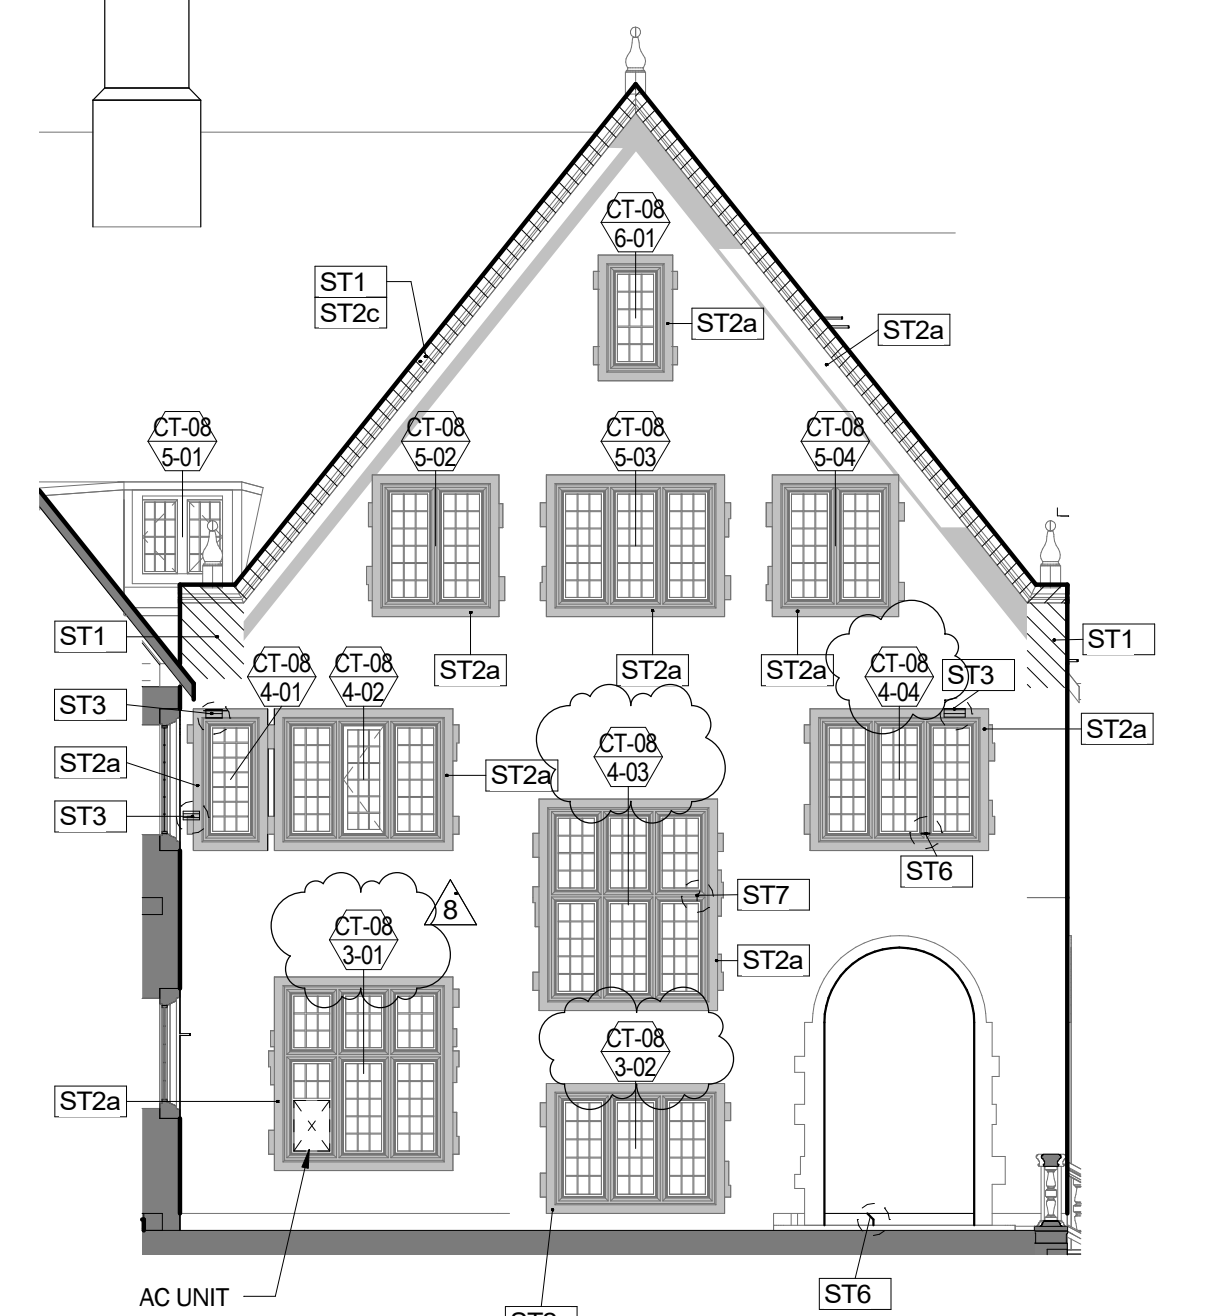 CT-08
6-01
ST1
ST2c
ST2a
ST2a
CT-08
5-01
CT-08
5-02
CT-08
5-03
CT-08
5-04
ST1
ST2a
ST2a
ST2a
ST1
CT-08
4-01
CT-08
4-02
CT-08
4-04
ST3
ST3
ST2a
ST2a
ST2a
CT-08
4-03
ST3
ST6
ST7
8
CT-08
3-01
ST2a
CT-08
3-02
ST2a
X
AC UNIT
ST6